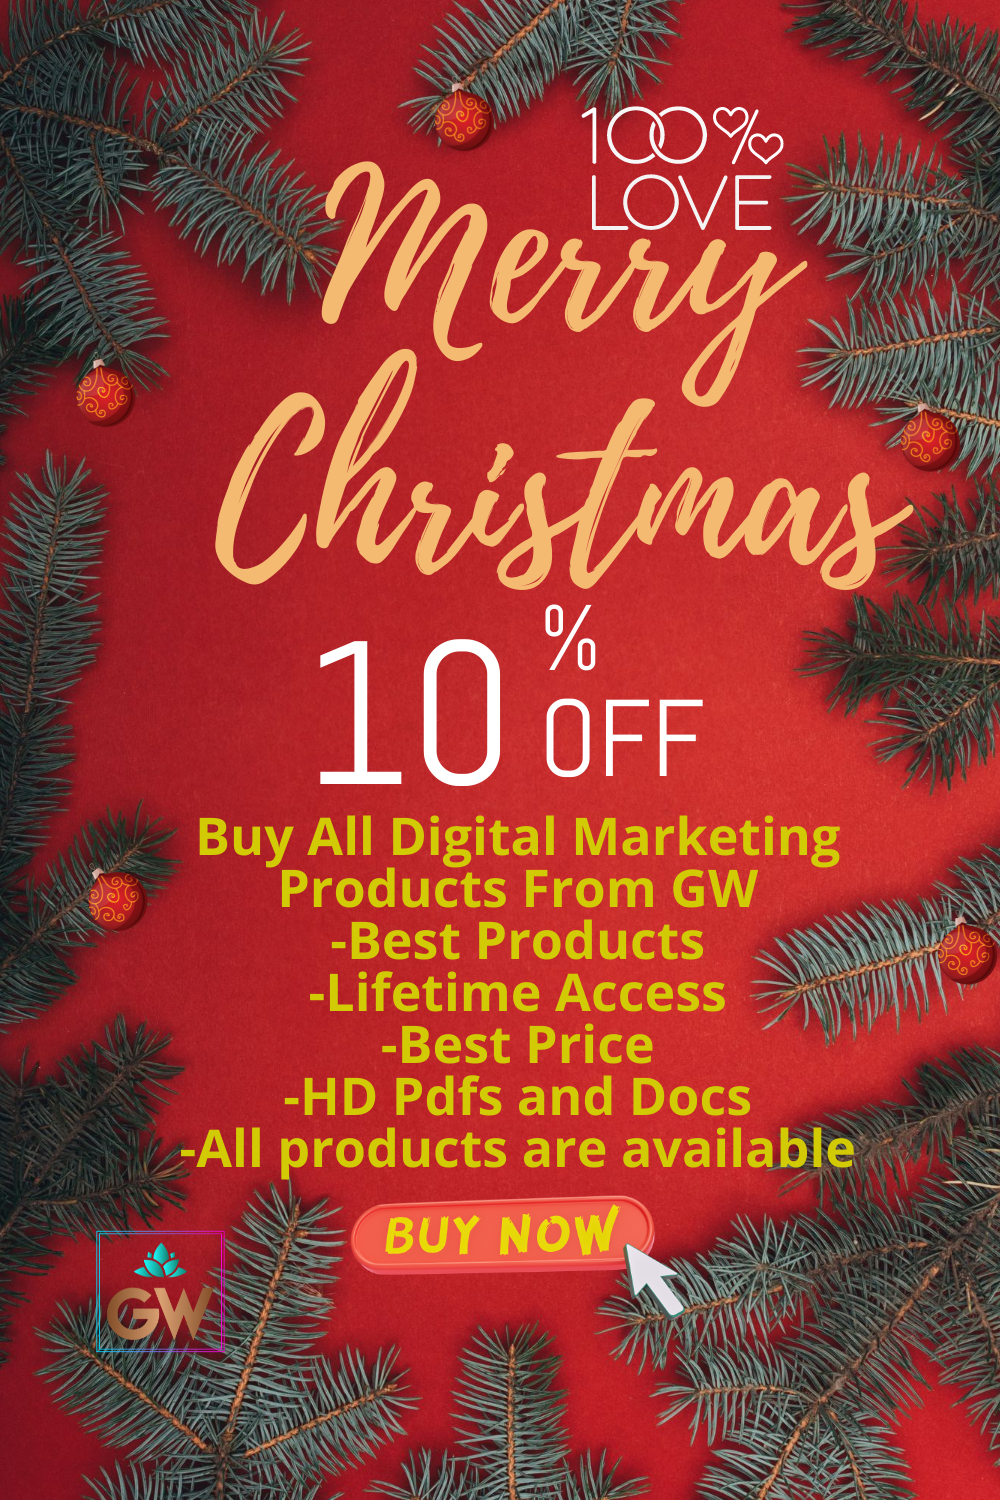 100%
LOVE
Merry
Christmas
10 % OFF
Buy All Digital Marketing
Products From GW
-Best Products
-Lifetime Access
-Best Price
-HD Pdfs and Docs
-All products are available
BUY NOW
GW